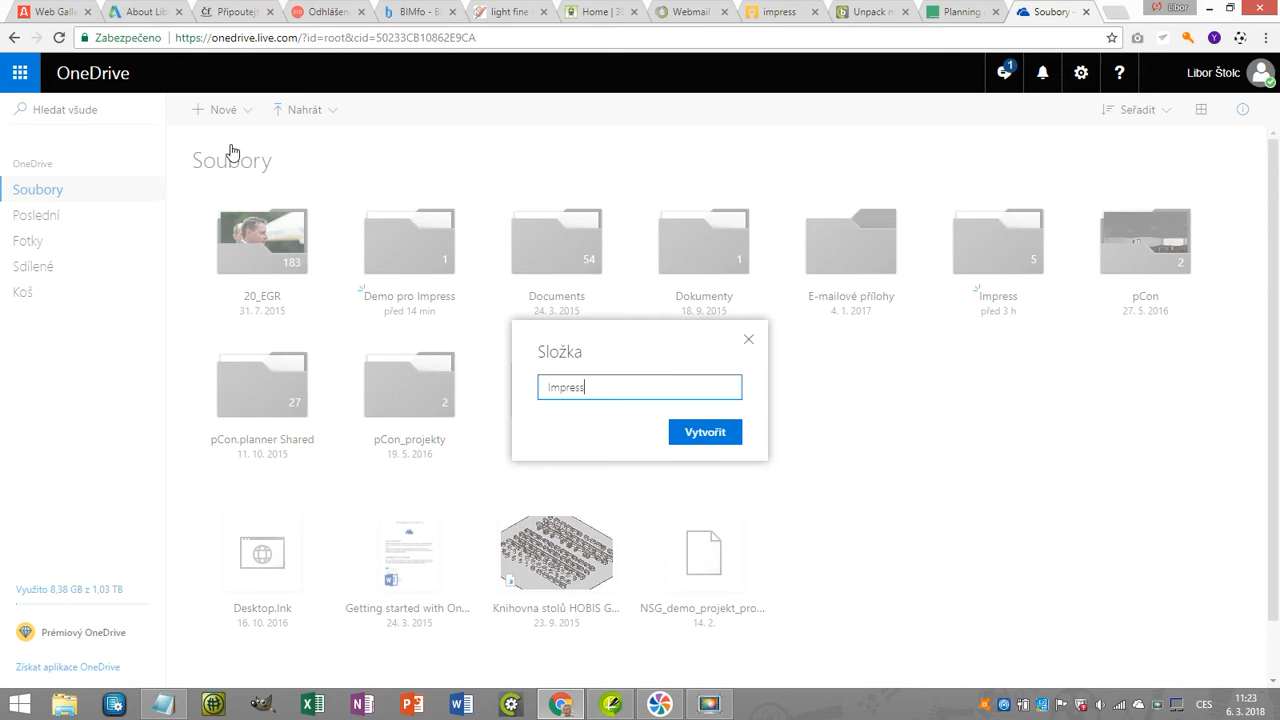 Web Galle
About Lib
Připoutejt
Odhlášen
BIMfo - B
light fine
Home | 3
Webmail
impress
Unpack n
Planning
Soubory -
Libor
Zabezpečeno
https://onedrive.live.com/?id=root&cid=50233CB10862E9CA
OneDrive
1
Libor Štolc
Hledat všude
Nové
Nahrát
Seřadit
OneDrive
Soubory
Poslední
Fotky
Sdílené
Koš
Soubory
183
1
54
1
5
2
20_EGR
Demo pro Impress
Documents
Dokumenty
E-mailové přílohy
Impress
pCon
31. 7. 2015
před 14 min
24. 3. 2015
18. 9. 2015
4. 1. 2017
před 3 h
27. 5. 2016
Složka
Impress
Vytvořit
27
2
pCon.planner Shared
pCon_projekty
11. 10. 2015
19. 5. 2016
Desktop.lnk
Getting started with On...
Knihovna stolů HOBIS G...
NSG_demo_projekt_pro...
16. 10. 2016
24. 3. 2015
23. 9. 2015
14. 2.
Využito 8,38 GB z 1,03 TB
Prémiový OneDrive
Získat aplikace OneDrive
CES
11:23
6. 3. 2018